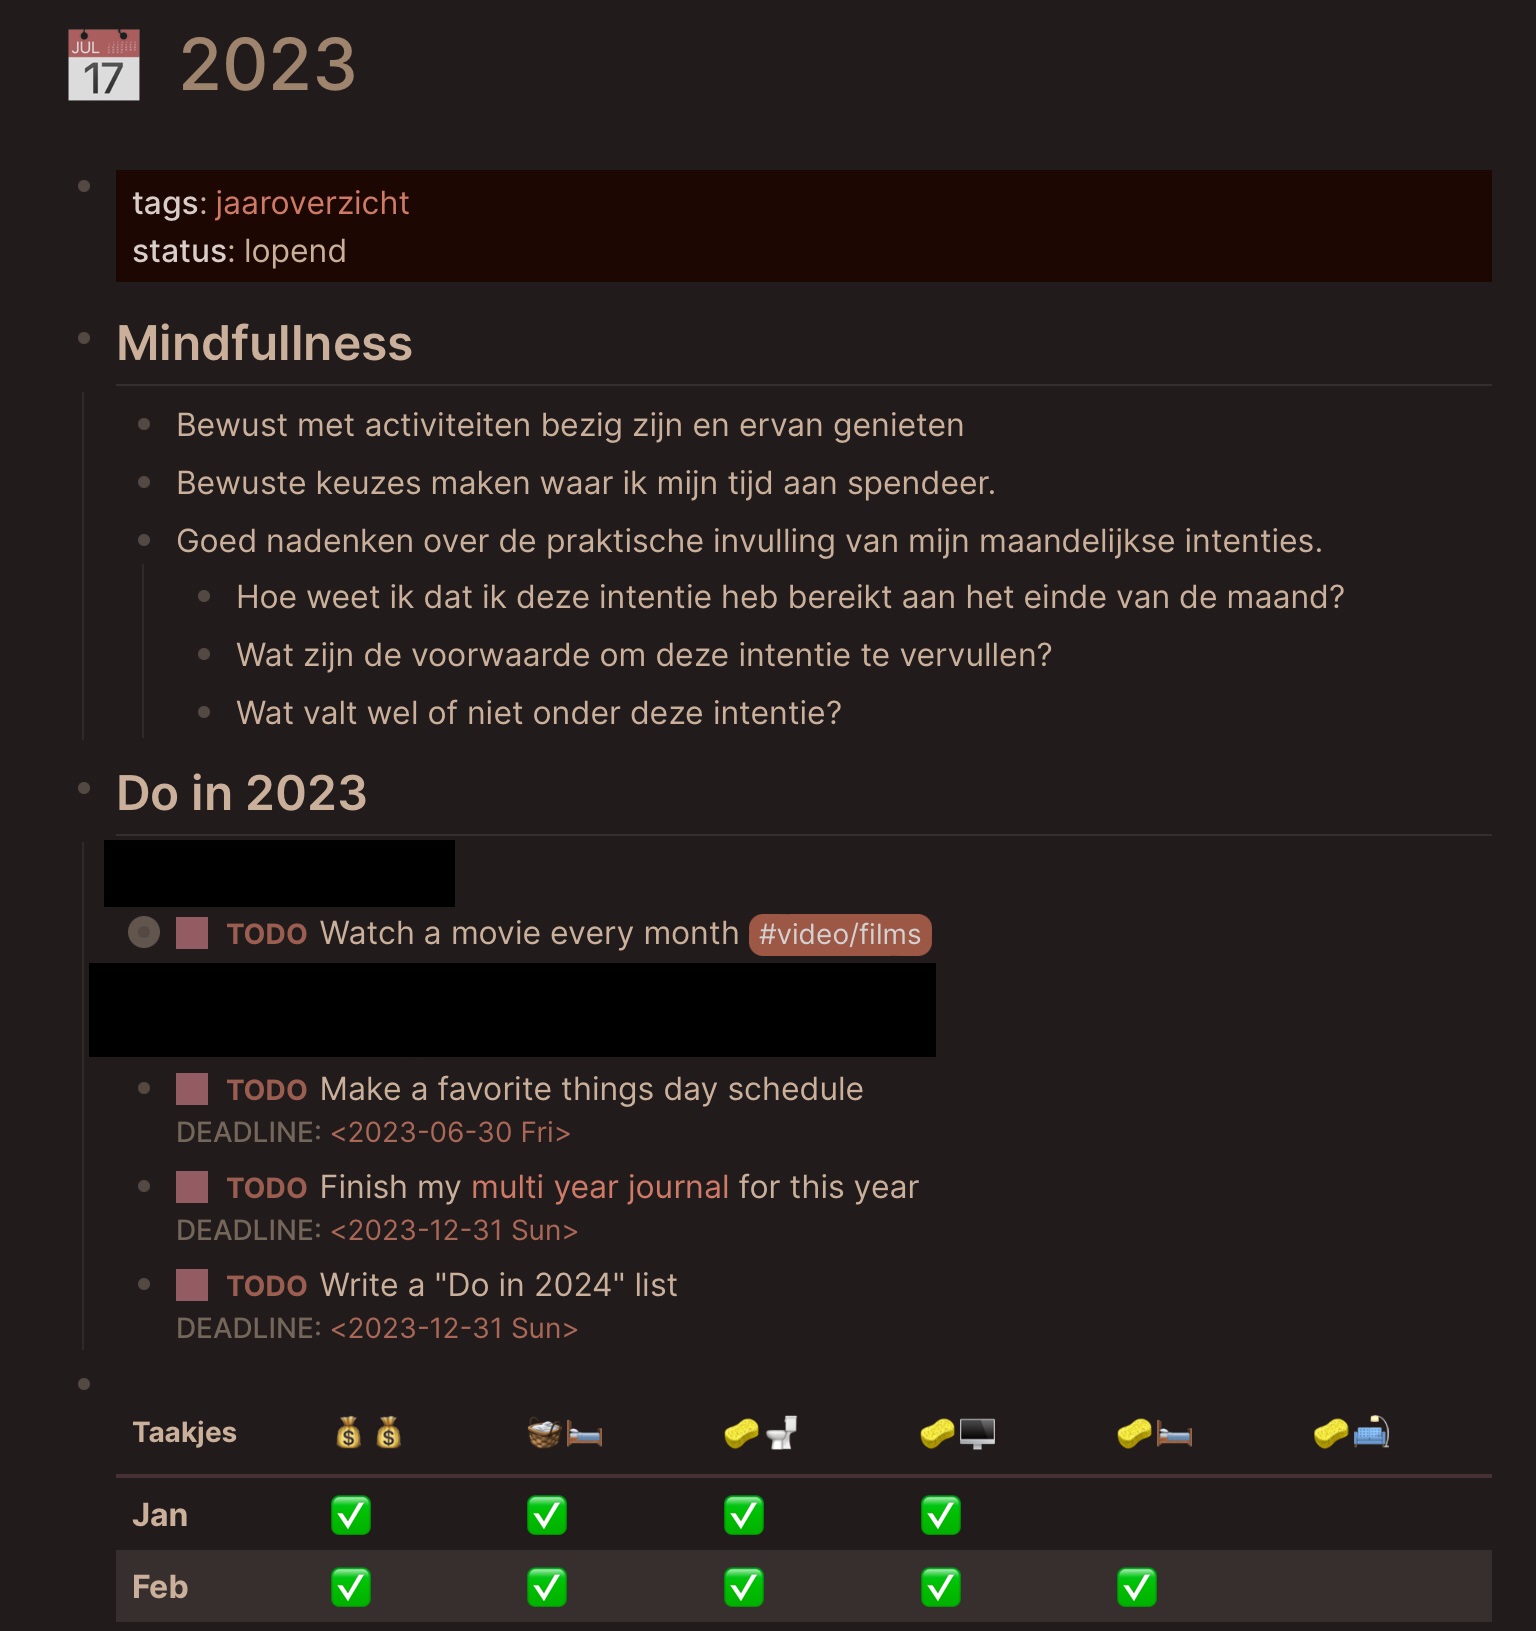 JUL
17
2023
tags: jaaroverzicht
status: lopend
Mindfullness
Bewust met activiteiten bezig zijn en ervan genieten
Bewuste keuzes maken waar ik mijn tijd aan spendeer.
Goed nadenken over de praktische invulling van mijn maandelijkse intenties.
Hoe weet ik dat ik deze intentie heb bereikt aan het einde van de maand?
Wat zijn de voorwaarde om deze intentie te vervullen?
Wat valt wel of niet onder deze intentie?
Do in 2023
TODO Watch a movie every month #video/films
TODO Make a favorite things day schedule
DEADLINE: <2023-06-30 Fri>
TODO Finish my multi year journal for this year
DEADLINE: <2023-12-31 Sun>
TODO Write a "Do in 2024" list
DEADLINE: <2023-12-31 Sun>
Taakjes 💰💰 🧺🛏️ 🧽🚽 🧽🖥️ 🧽🛏️ 🧽🛋️
Jan ✅ ✅ ✅ ✅
Feb ✅ ✅ ✅ ✅ ✅